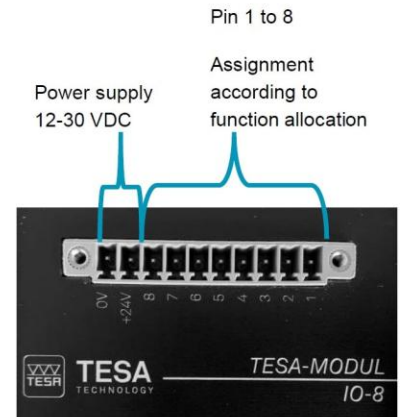 Pin 1 to 8
Assignment
according to
function allocation
Power supply
12-30 VDC
0V
+24V
8
7
6
5
4
3
2
1
TESA
TESA
TECHNOLOGY
TESA-MODUL
IO-8